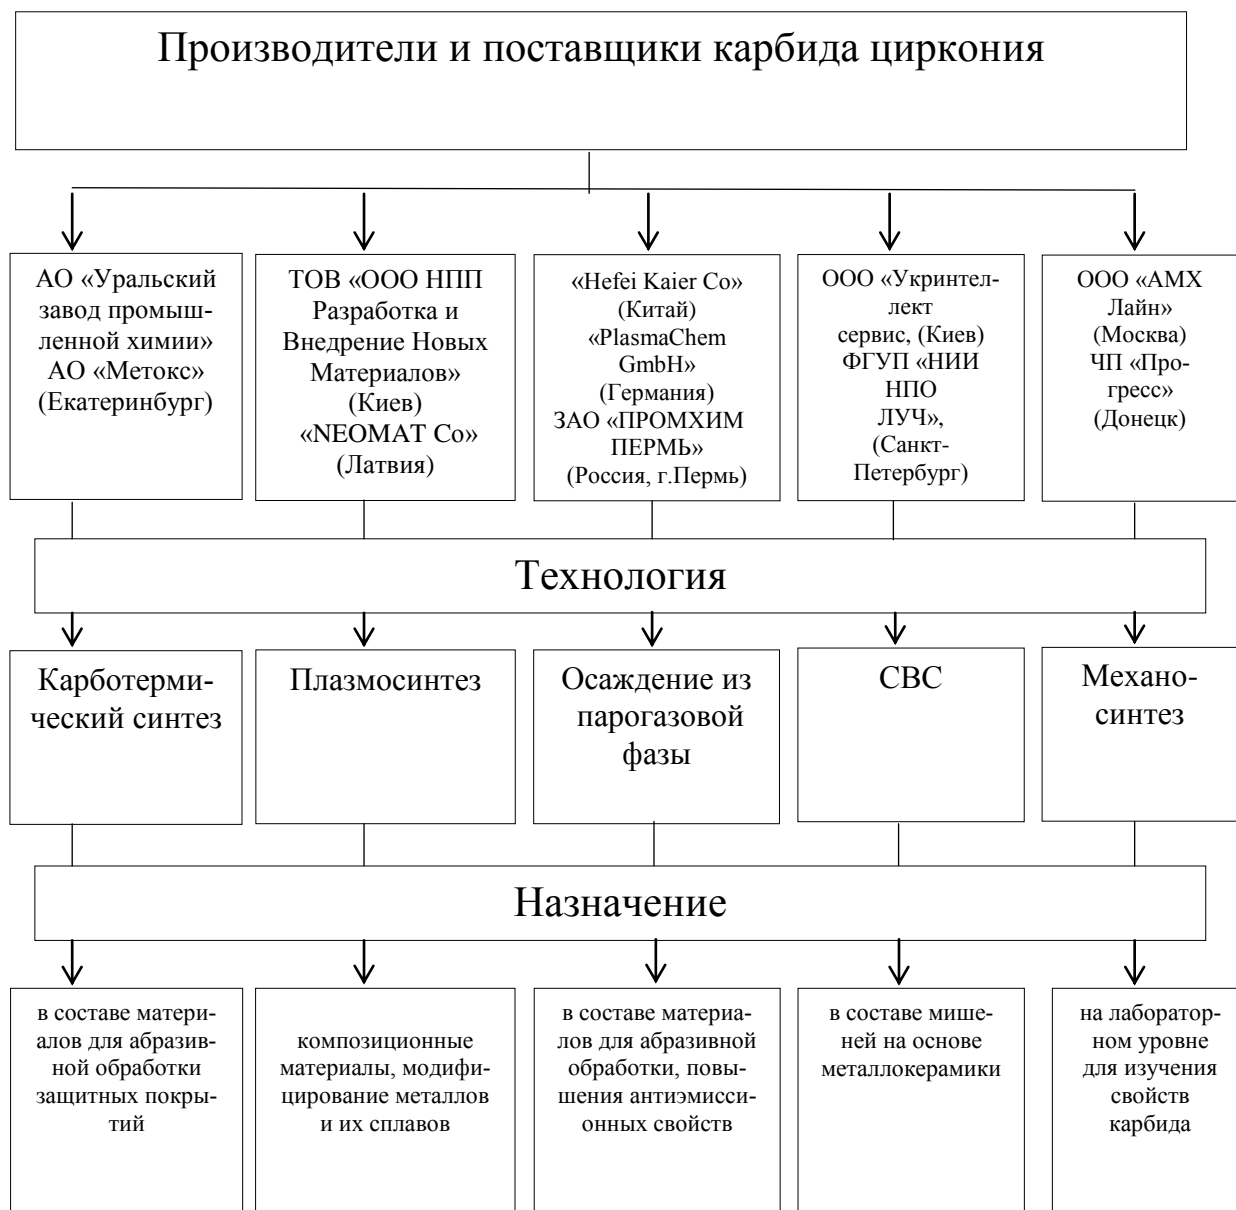 Производители и поставщики карбида циркония
АО «Уральский
завод промыш-
ленной химии»
АО «Метокс»
(Екатеринбург)
ТОВ «ООО НПП
Разработка и
Внедрение Новых
Материалов»
(Киев)
«NEOMAT Co»
(Латвия)
«Hefei Kaier Co»
(Китай)
«PlasmaChem
GmbH»
(Германия)
ЗАО «ПРОМХИМ
ПЕРМЬ»
(Россия, г.Пермь)
ООО «Укринтел-
лект
сервис, (Киев)
ФГУП «НИИ
НПО
ЛУЧ»,
(Санкт-
Петербург)
ООО «АМХ
Лайн»
(Москва)
ЧП «Про-
гресс»
(Донецк)
Технология
Карботерми-
ческий синтез
Плазмосинтез
Осаждение из
парогазовой
фазы
СВС
Механо-
синтез
Назначение
в составе матери-
алов для абразив-
ной обработки
защитных покры-
тий
композиционные
материалы, модифи-
цирование металлов
и их сплавов
в составе материа-
лов для абразивной
обработки, повы-
шения антиэмисси-
онных свойств
в составе мише-
ней на основе
металлокерамики
на лаборатор-
ном уровне
для изучения
свойств
карбида